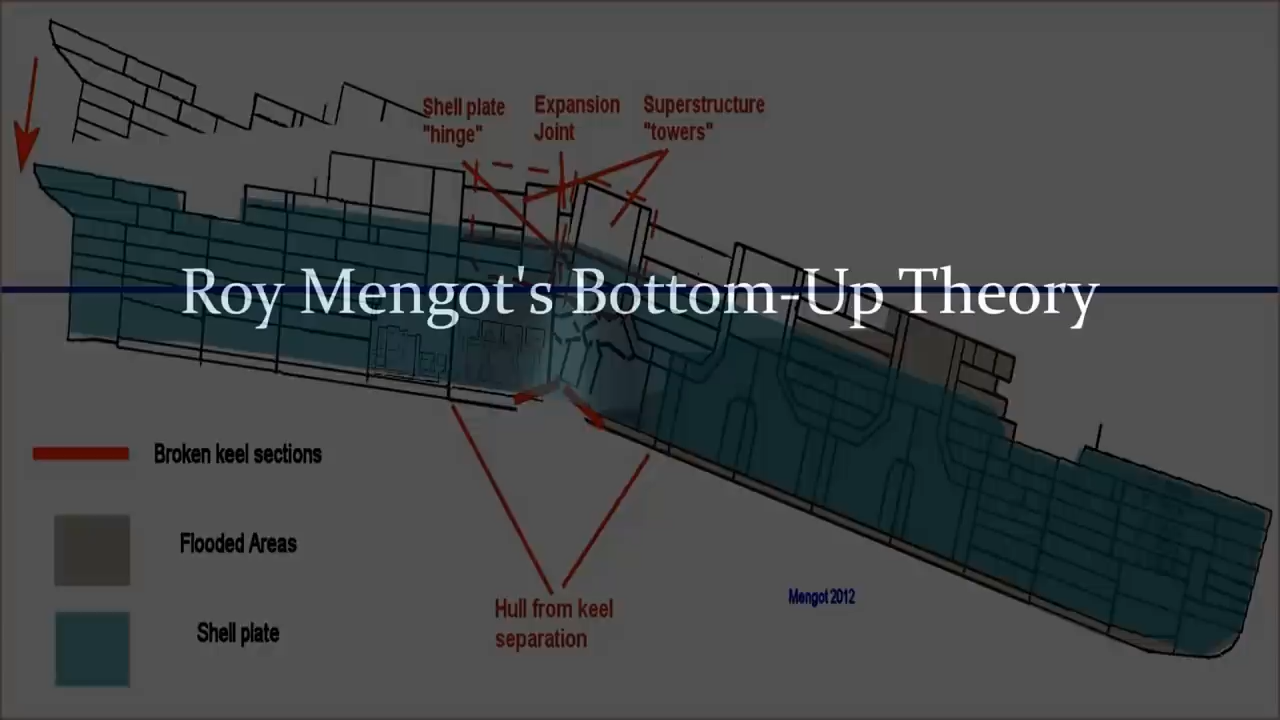 Shell plate
"hinge"
Expansion
Joint
Superstructure
"towers"
Roy Mengot's Bottom-Up Theory
Broken keel sections
Flooded Areas
Shell plate
Hull from keel
separation
Mengot 2012